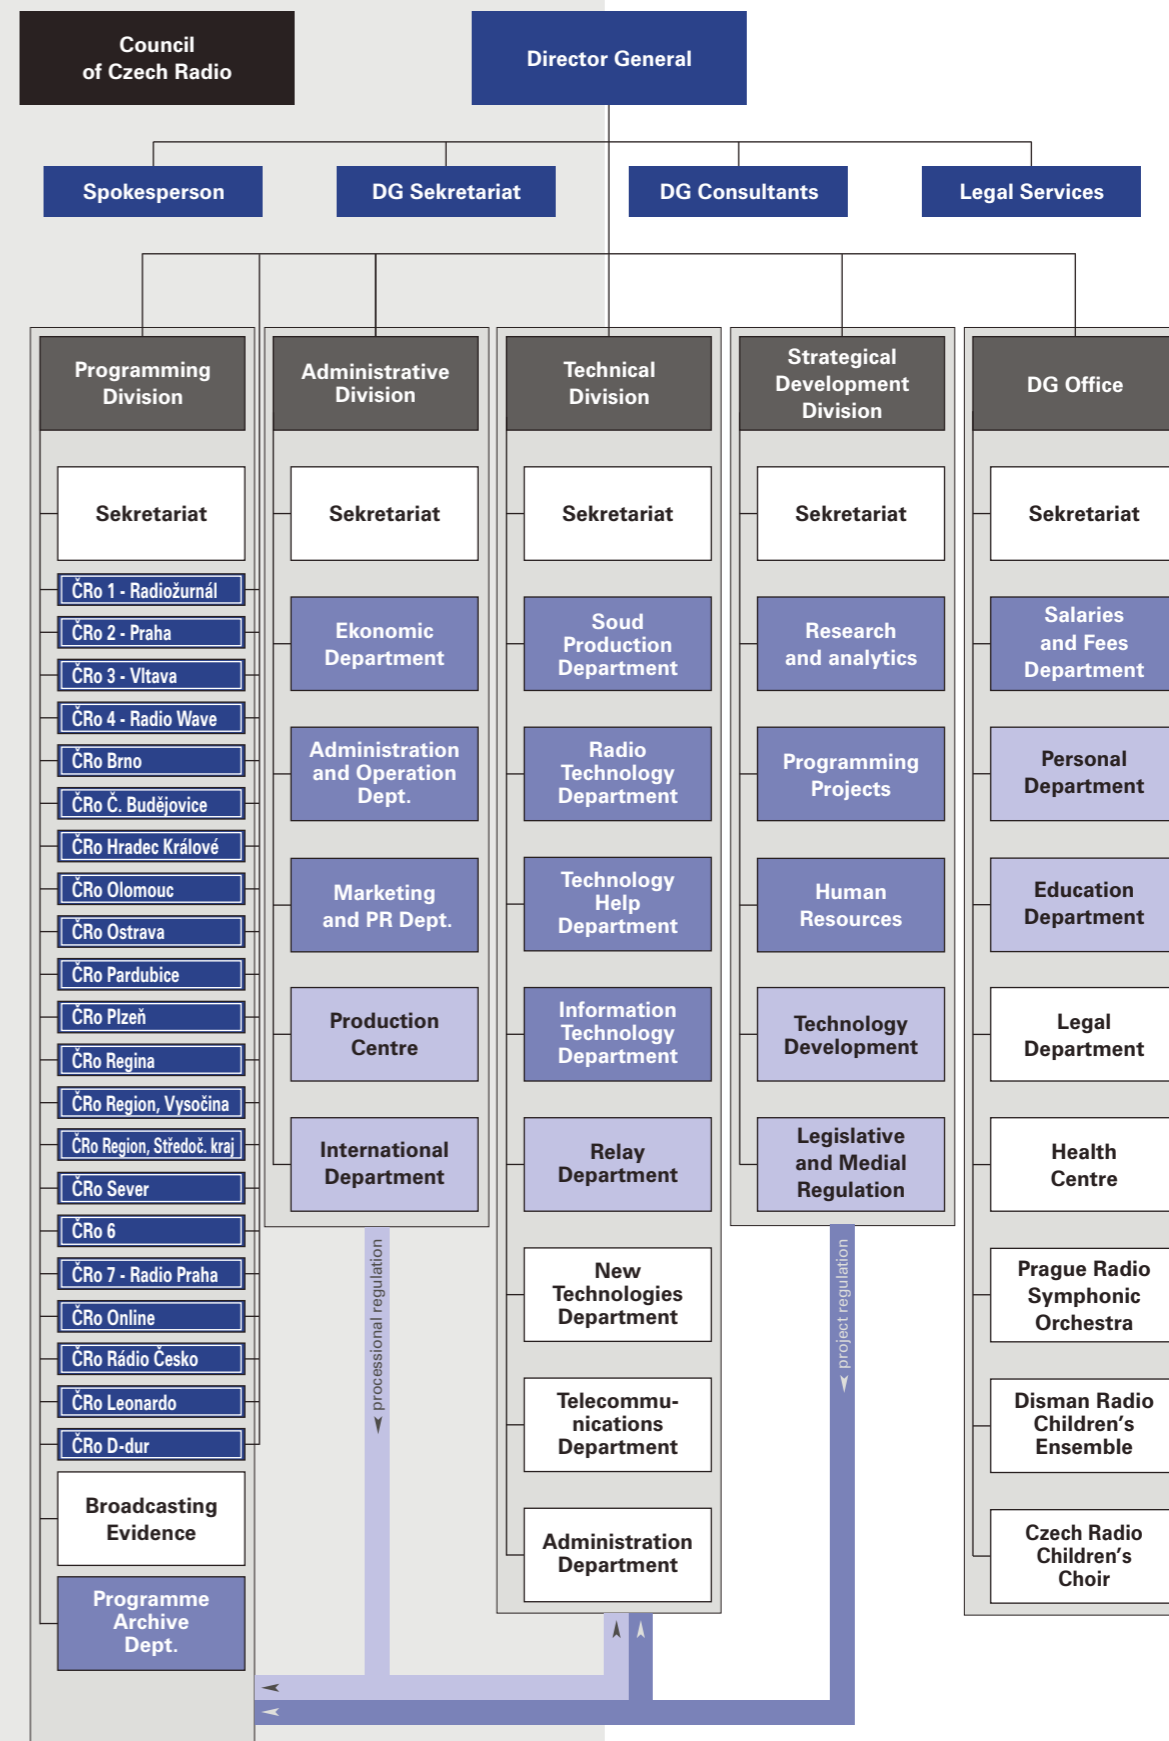 Council
of Czech Radio
Director General
Spokesperson
DG Sekretariat
DG Consultants
Legal Services
Programming
Division
Sekretariat
ČRo 1 - Radiožurnál
ČRo 2 - Praha
ČRo 3 - Vltava
ČRo 4 - Radio Wave
ČRo Brno
ČRo Č. Budějovice
ČRo Hradec Králové
ČRo Olomouc
ČRo Ostrava
ČRo Pardubice
ČRo Plzeň
ČRo Regina
ČRo Region, Vysočina
ČRo Region, Středoč. kraj
ČRo Sever
ČRo 6
ČRo 7 - Radio Praha
ČRo Online
ČRo Rádio Česko
ČRo Leonardo
ČRo D-dur
Broadcasting
Evidence
Programme
Archive
Dept.
Administrative
Division
Sekretariat
Ekonomic
Department
Administration
and Operation
Dept.
Marketing
and PR Dept.
Production
Centre
International
Department
processional regulation
Technical
Division
Sekretariat
Soud
Production
Department
Radio
Technology
Department
Technology
Help
Department
Information
Technology
Department
Relay
Department
New
Technologies
Department
Telecommu-
nications
Department
Administration
Department
Strategical
Development
Division
Sekretariat
Research
and analytics
Programming
Projects
Human
Resources
Technology
Development
Legislative
and Medial
Regulation
project regulation
DG Office
Sekretariat
Salaries
and Fees
Department
Personal
Department
Education
Department
Legal
Department
Health
Centre
Prague Radio
Symphonic
Orchestra
Disman Radio
Children's
Ensemble
Czech Radio
Children's
Choir